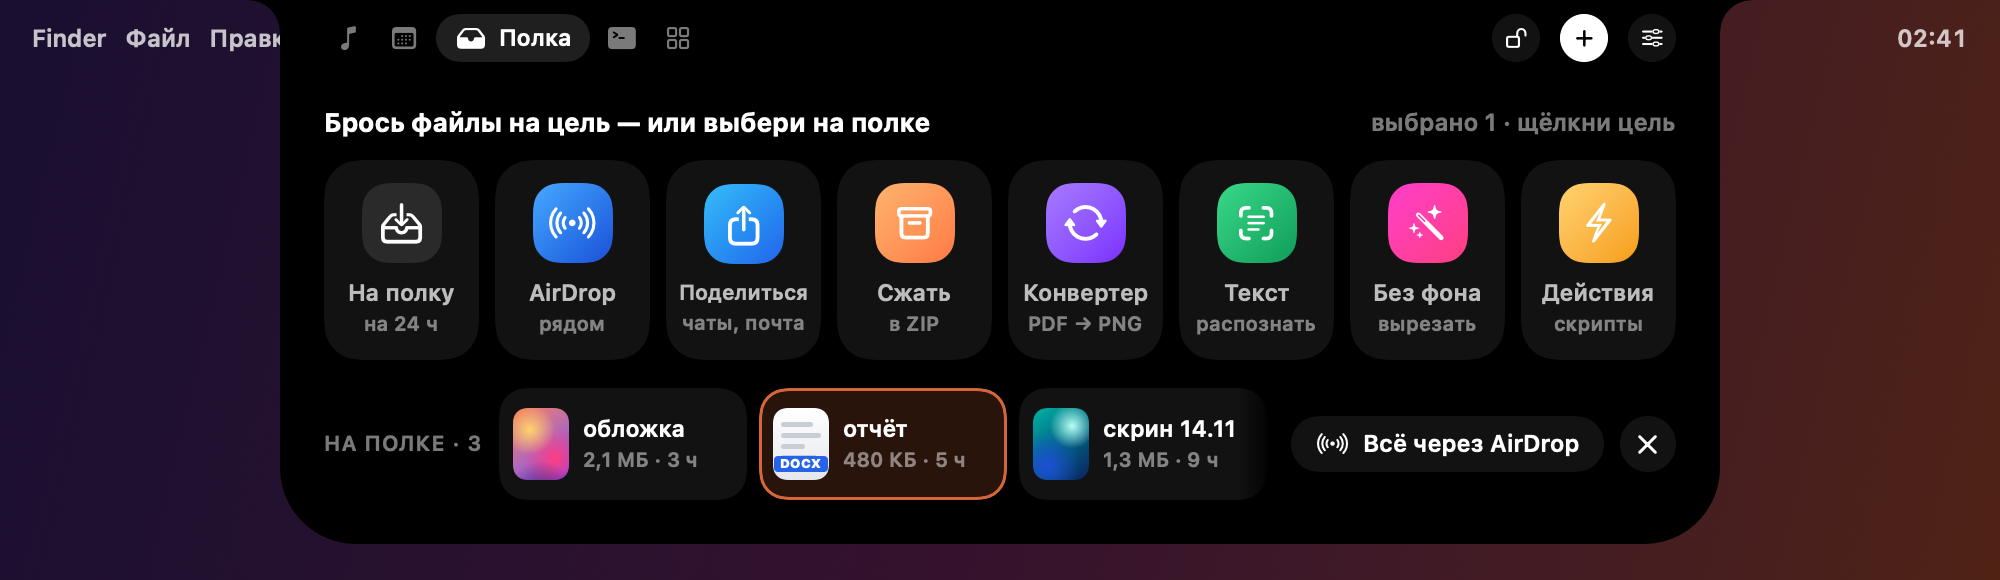 Finder Файл Правк
Полка
02:41
Брось файлы на цель — или выбери на полке
выбрано 1 · щёлкни цель
На полку
на 24 ч
AirDrop
рядом
Поделиться
чаты, почта
Сжать
в ZIP
Конвертер
PDF → PNG
Текст
распознать
Без фона
вырезать
Действия
скрипты
НА ПОЛКЕ · 3
обложка
2,1 МБ · 3 ч
DOCX
отчёт
480 КБ · 5 ч
скрин 14.11
1,3 МБ · 9 ч
Всё через AirDrop